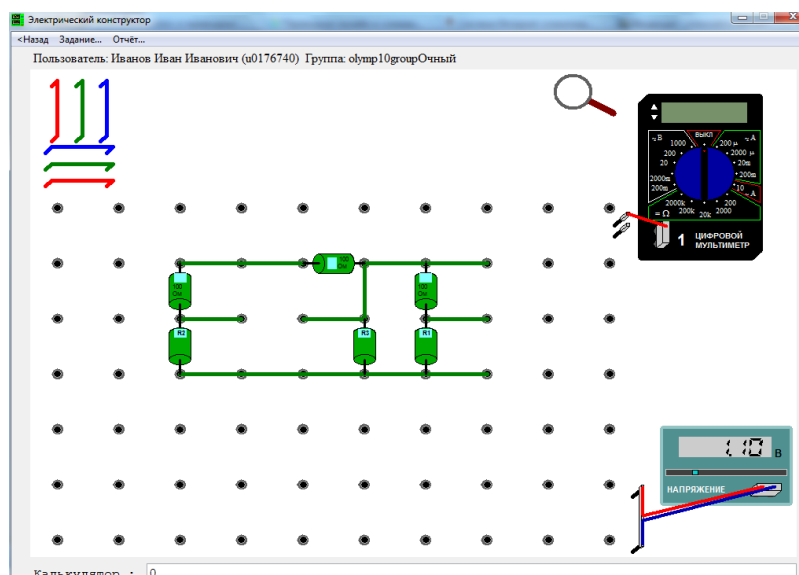 Электрический конструктор
<Назад Задание... Отчёт...
Пользователь: Иванов Иван Иванович (u0176740) Группа: olymp10groupОчный
ВЫКЛ
≂ В
≂ A
1000
200 μ
200
2000 μ
20
20m
2000m
200m
200m
10
≂ A
2000k
200
= Ω
200k
20k
2000
1
ЦИФРОВОЙ
МУЛЬТИМЕТР
100
Ом
100
Ом
100
Ом
R2
R3
R1
1.10
В
НАПРЯЖЕНИЕ
Калькулятор : 0